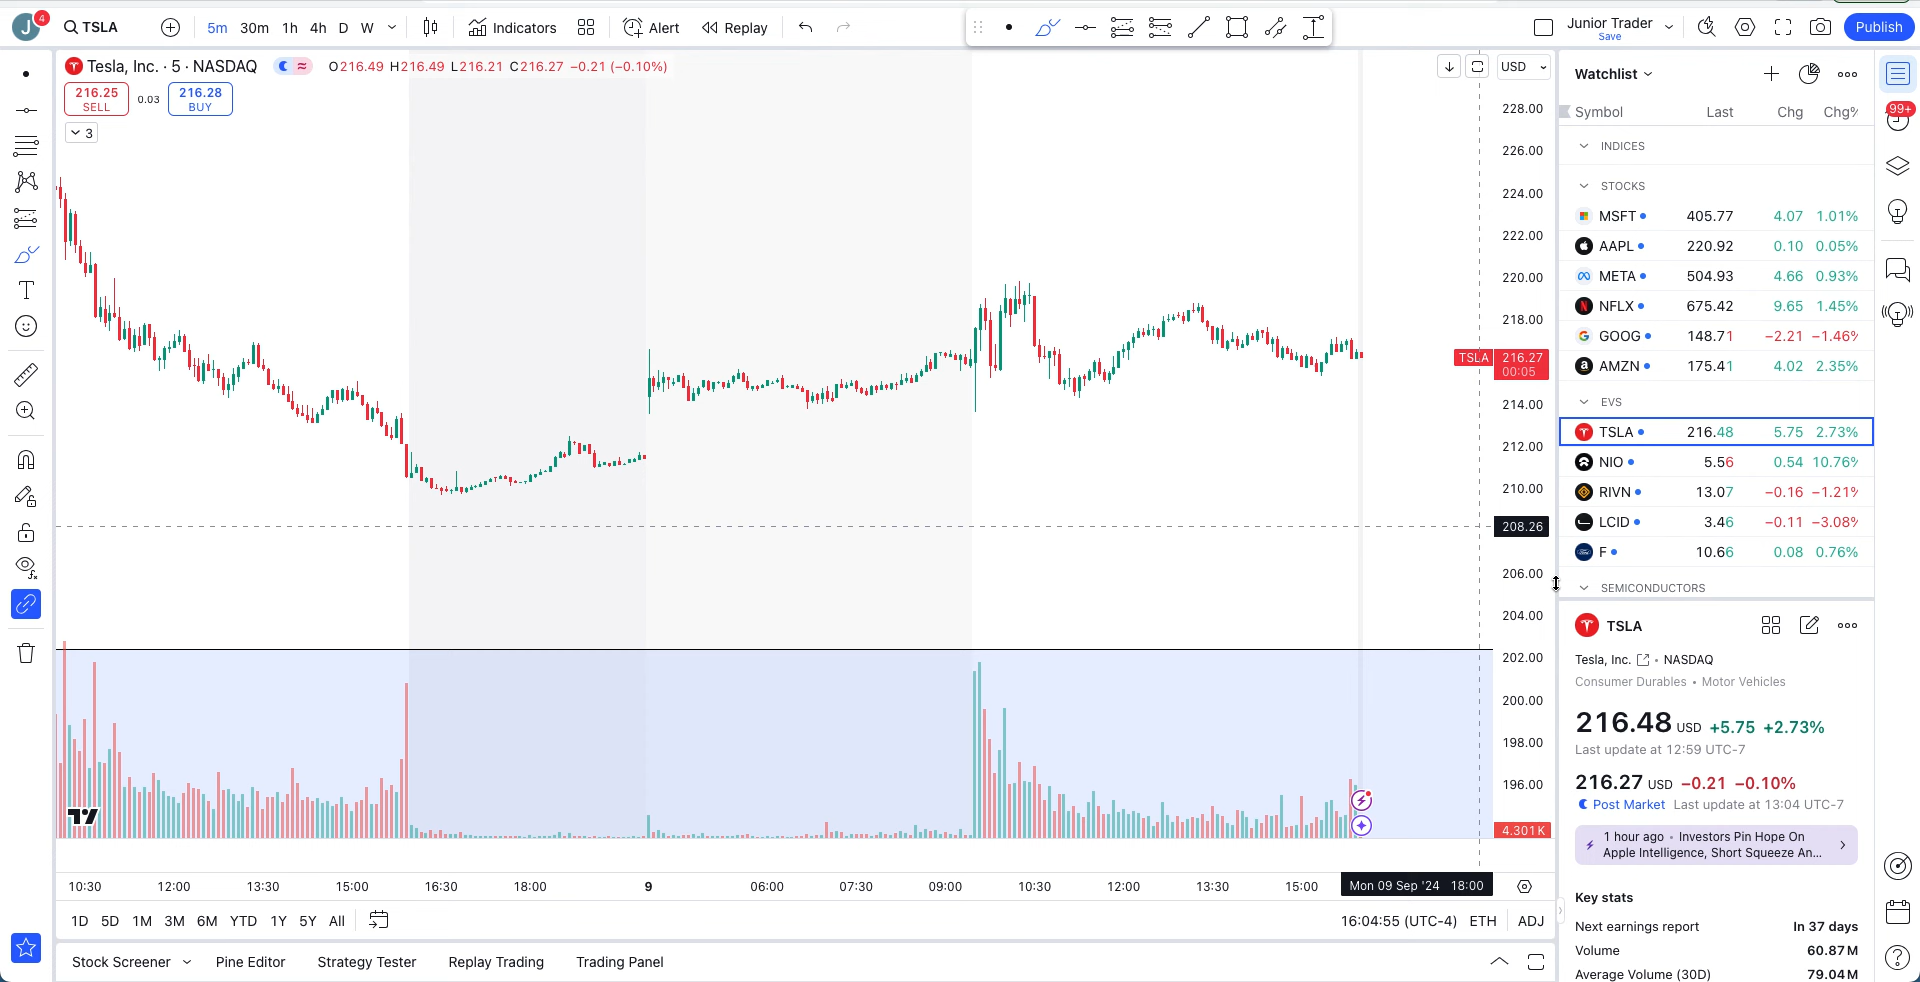 J 4 TSLA 5m 30m 1h 4h D W Indicators Alert Replay Junior Trader Save Publish
Tesla, Inc. · 5 · NASDAQ O216.49 H216.49 L216.21 C216.27 −0.21 (−0.10%) USD
216.25 SELL 0.03 216.28 BUY
3
228.00
226.00
224.00
222.00
220.00
218.00
TSLA 216.27
00:05
214.00
212.00
210.00
208.26
206.00
204.00
202.00
200.00
198.00
196.00
4.301K
10:30 12:00 13:30 15:00 16:30 18:00 9 06:00 07:30 09:00 10:30 12:00 13:30 15:00 Mon 09 Sep '24 18:00
1D 5D 1M 3M 6M YTD 1Y 5Y All 16:04:55 (UTC-4) ETH ADJ
Stock Screener Pine Editor Strategy Tester Replay Trading Trading Panel
Watchlist
Symbol Last Chg Chg%
INDICES
STOCKS
MSFT 405.77 4.07 1.01%
AAPL 220.92 0.10 0.05%
META 504.93 4.66 0.93%
NFLX 675.42 9.65 1.45%
GOOG 148.71 −2.21 −1.46%
AMZN 175.41 4.02 2.35%
EVS
TSLA 216.48 5.75 2.73%
NIO 5.56 0.54 10.76%
RIVN 13.07 −0.16 −1.21%
LCID 3.46 −0.11 −3.08%
F 10.66 0.08 0.76%
SEMICONDUCTORS
TSLA
Tesla, Inc. • NASDAQ
Consumer Durables • Motor Vehicles
216.48 USD +5.75 +2.73%
Last update at 12:59 UTC-7
216.27 USD −0.21 −0.10%
Post Market Last update at 13:04 UTC-7
1 hour ago • Investors Pin Hope On
Apple Intelligence, Short Squeeze An...
Key stats
Next earnings report In 37 days
Volume 60.87M
Average Volume (30D) 79.04M
99+